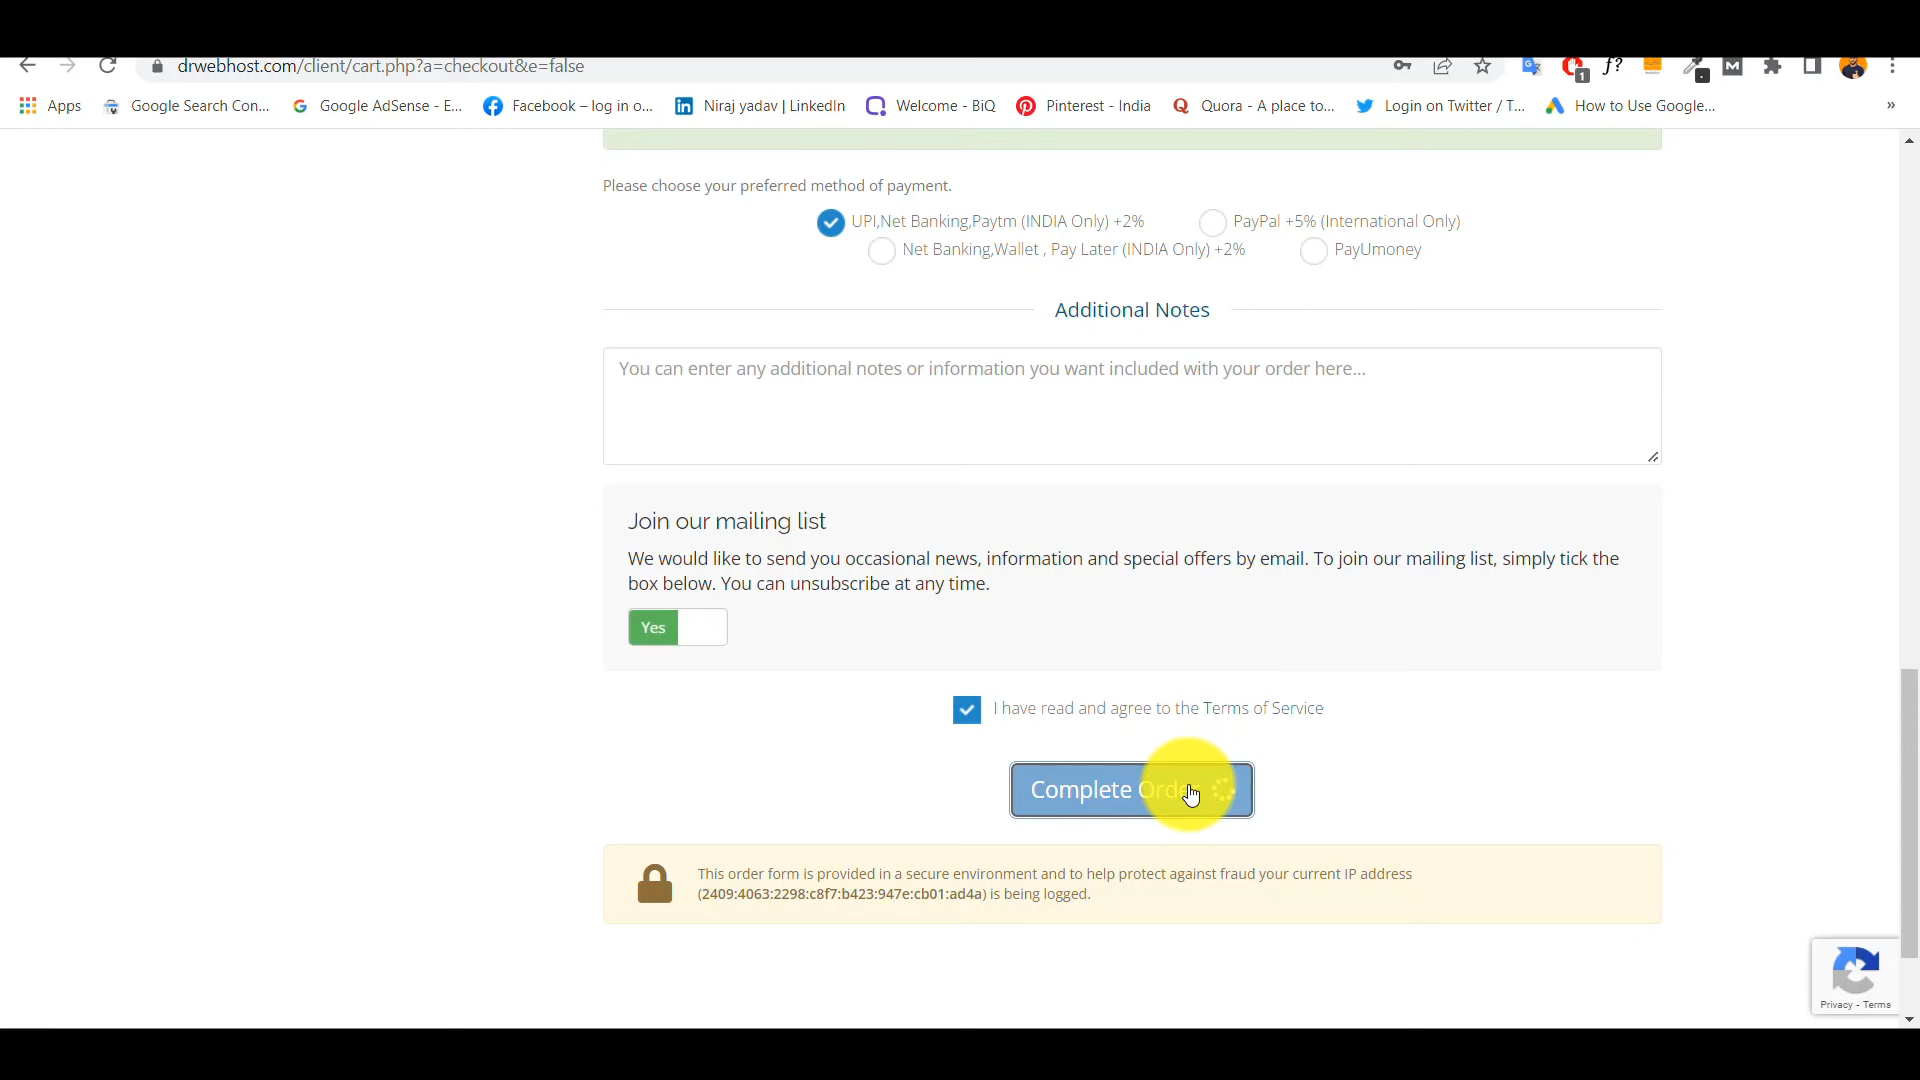 drwebhost.com/client/cart.php?a=checkout&e=false
1
f?
M
Apps
Google Search Con...
Google AdSense - E...
Facebook – log in o...
Niraj yadav | LinkedIn
Welcome - BiQ
Pinterest - India
Quora - A place to...
Login on Twitter / T...
How to Use Google...
»
Please choose your preferred method of payment.
UPI,Net Banking,Paytm (INDIA Only) +2%
PayPal +5% (International Only)
Net Banking,Wallet , Pay Later (INDIA Only) +2%
PayUmoney
Additional Notes
You can enter any additional notes or information you want included with your order here...
Join our mailing list
We would like to send you occasional news, information and special offers by email. To join our mailing list, simply tick the
box below. You can unsubscribe at any time.
Yes
I have read and agree to the Terms of Service
Complete Order
This order form is provided in a secure environment and to help protect against fraud your current IP address
(2409:4063:2298:c8f7:b423:947e:cb01:ad4a) is being logged.
Privacy - Terms